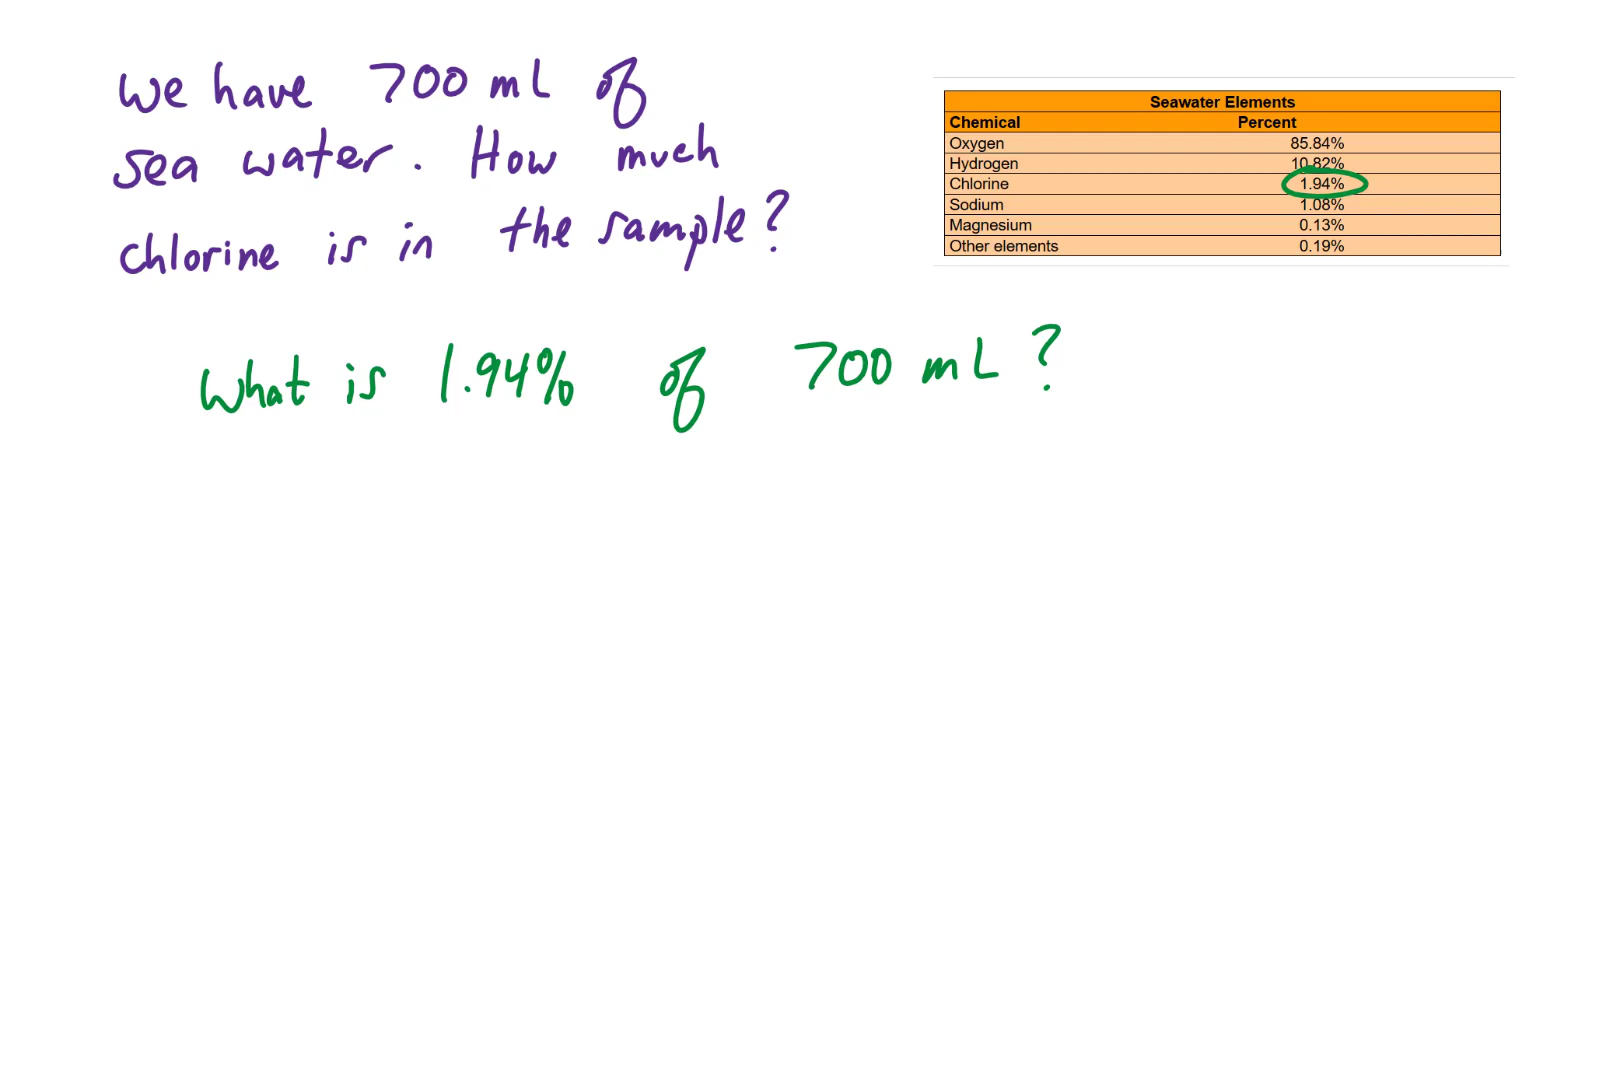 We have 700 mL of
sea water. How much
chlorine is in the sample?
Seawater Elements
Chemical Percent
Oxygen 85.84%
Hydrogen 10.82%
Chlorine 1.94%
Sodium 1.08%
Magnesium 0.13%
Other elements 0.19%
What is 1.94% of 700 mL?